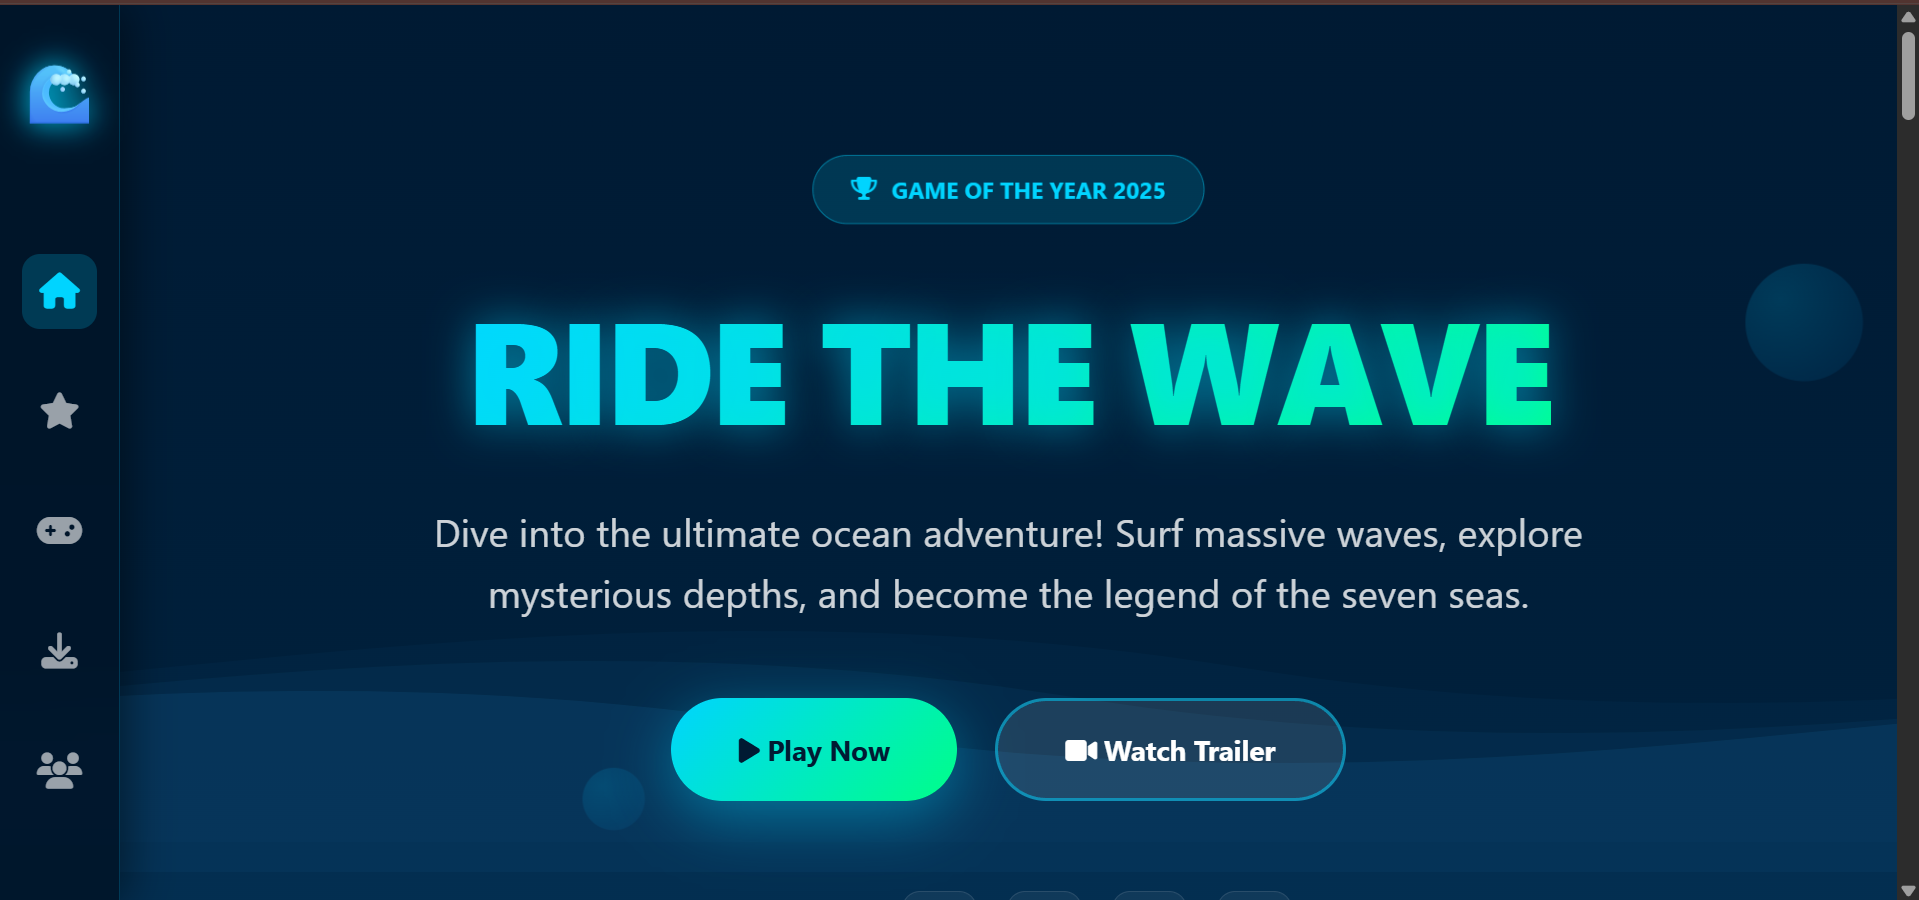 GAME OF THE YEAR 2025
RIDE THE WAVE
Dive into the ultimate ocean adventure! Surf massive waves, explore
mysterious depths, and become the legend of the seven seas.
Play Now
Watch Trailer